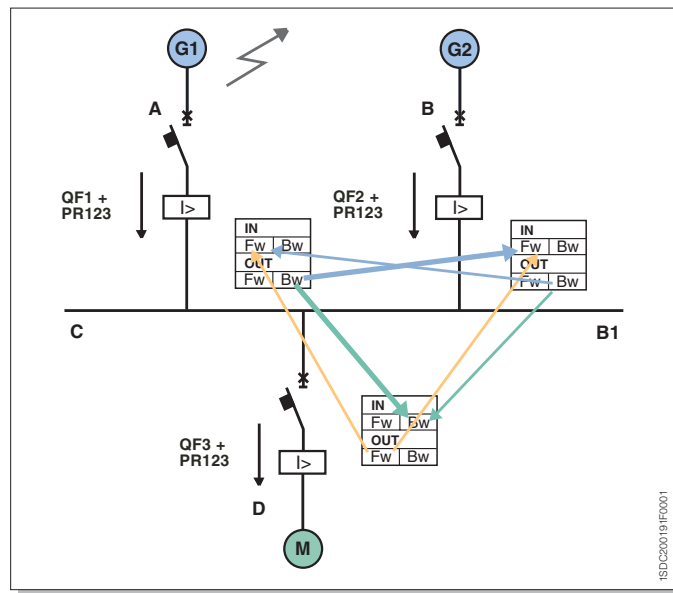 G1
G2
A
B
QF1 +
PR123
I>
QF2 +
PR123
I>
IN
Fw Bw
OUT
Fw Bw
IN
Fw Bw
OUT
Fw Bw
C
B1
QF3 +
PR123
I>
IN
Fw Bw
OUT
Fw Bw
D
M
1SDC200191F0001